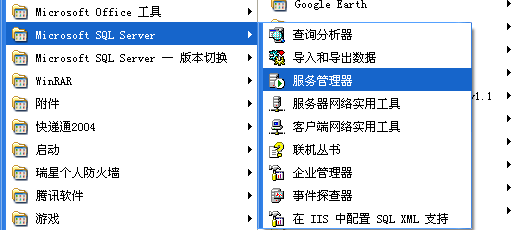 Microsoft Office 工具
Microsoft SQL Server
Microsoft SQL Server — 版本切换
WinRAR
附件
快递通2004
启动
瑞星个人防火墙
腾讯软件
游戏
Google Earth
查询分析器
导入和导出数据
服务管理器
服务器网络实用工具
客户端网络实用工具
联机丛书
企业管理器
事件探查器
在 IIS 中配置 SQL XML 支持
1.1